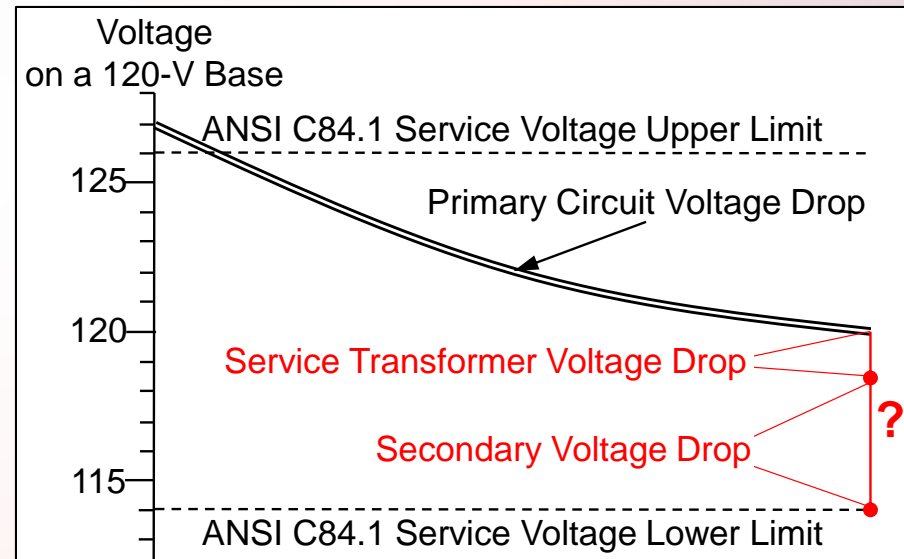 Voltage
on a 120-V Base
ANSI C84.1 Service Voltage Upper Limit
125
Primary Circuit Voltage Drop
120
Service Transformer Voltage Drop
?
Secondary Voltage Drop
115
ANSI C84.1 Service Voltage Lower Limit